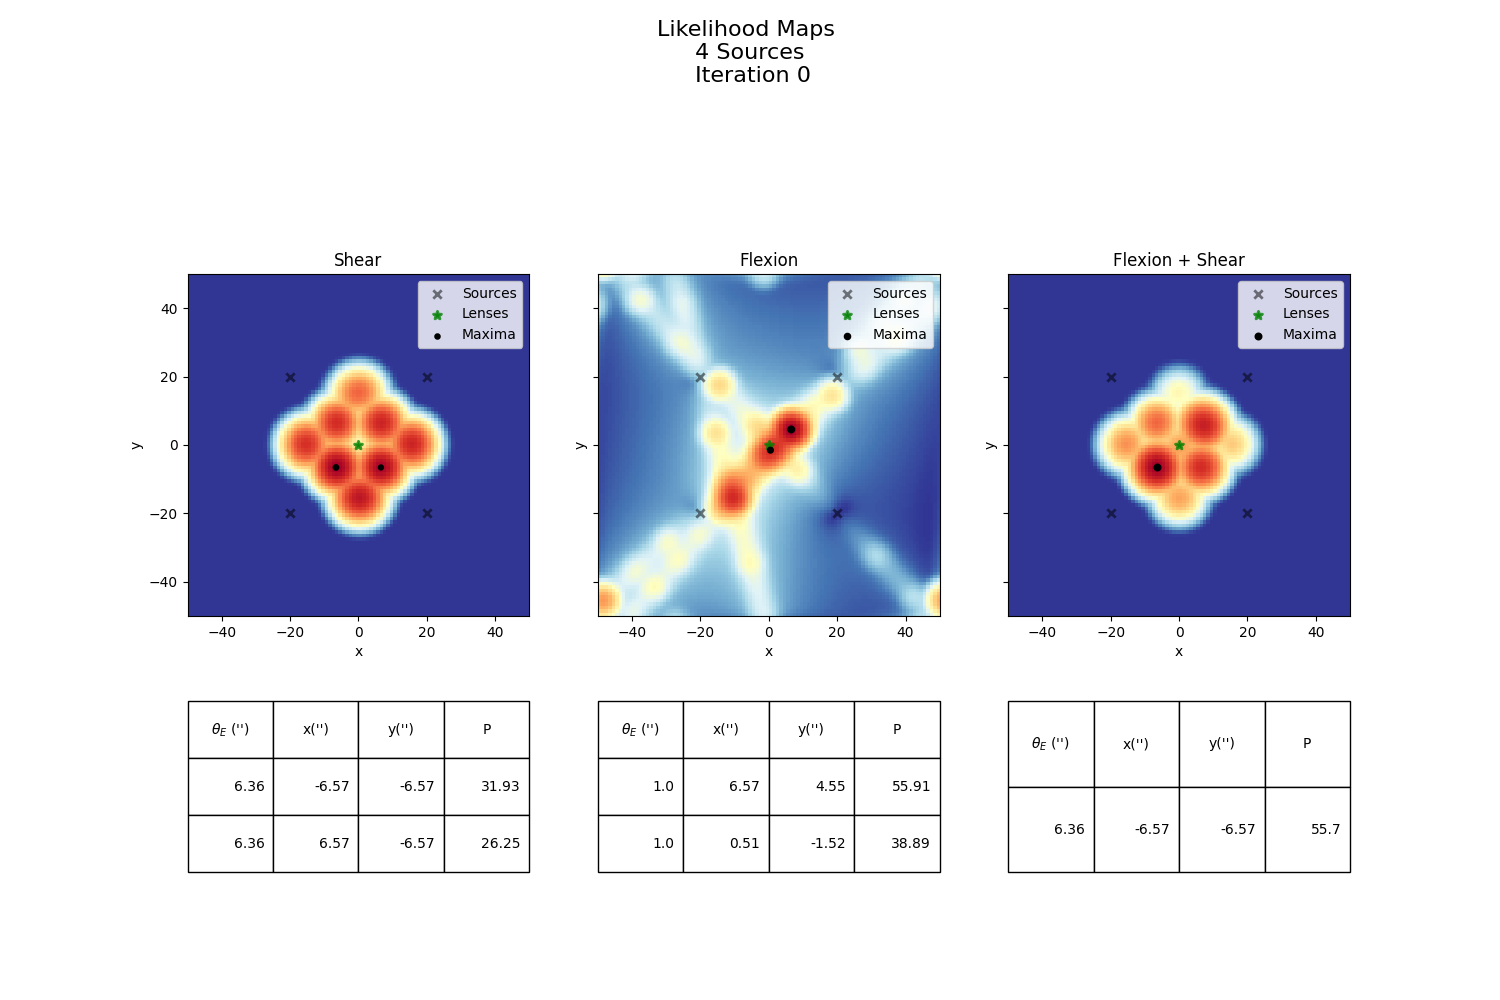 Likelihood Maps
4 Sources
Iteration 0
Shear
Flexion
Flexion + Shear
Sources
Lenses
Maxima
Sources
Lenses
Maxima
Sources
Lenses
Maxima
y
40
20
0
−20
−40
−40 −20 0 20 40
x
y
−40 −20 0 20 40
x
y
−40 −20 0 20 40
x
θ_E ('') x('') y('') P
6.36 -6.57 -6.57 31.93
6.36 6.57 -6.57 26.25
θ_E ('') x('') y('') P
1.0 6.57 4.55 55.91
1.0 0.51 -1.52 38.89
θ_E ('') x('') y('') P
6.36 -6.57 -6.57 55.7